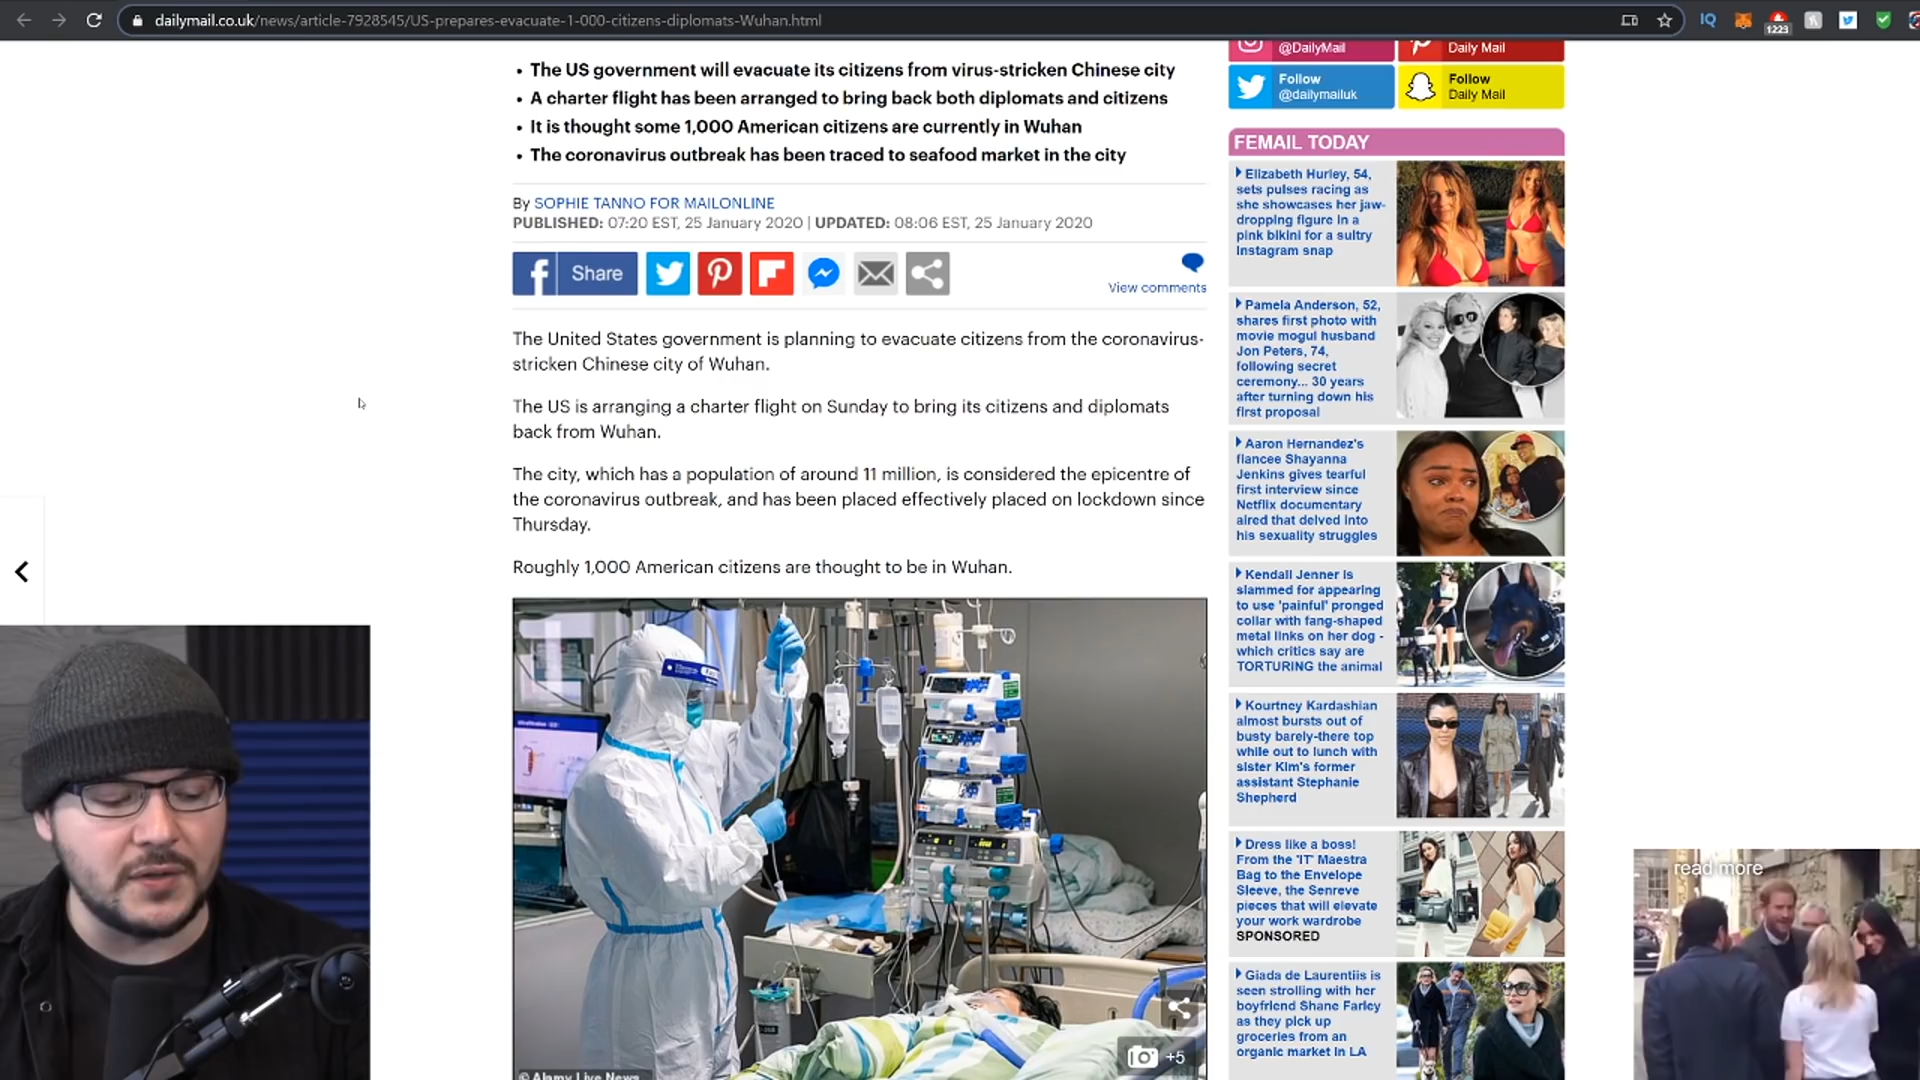 dailymail.co.uk/news/article-7928545/US-prepares-evacuate-1-000-citizens-diplomats-Wuhan.html
IQ
1223
• The US government will evacuate its citizens from virus-stricken Chinese city
• A charter flight has been arranged to bring back both diplomats and citizens
• It is thought some 1,000 American citizens are currently in Wuhan
• The coronavirus outbreak has been traced to seafood market in the city
By SOPHIE TANNO FOR MAILONLINE
PUBLISHED: 07:20 EST, 25 January 2020 | UPDATED: 08:06 EST, 25 January 2020
Share
View comments
The United States government is planning to evacuate citizens from the coronavirus-
stricken Chinese city of Wuhan.
The US is arranging a charter flight on Sunday to bring its citizens and diplomats
back from Wuhan.
The city, which has a population of around 11 million, is considered the epicentre of
the coronavirus outbreak, and has been placed effectively placed on lockdown since
Thursday.
Roughly 1,000 American citizens are thought to be in Wuhan.
+5
© Alamy Live News
@DailyMail
Daily Mail
Follow
@dailymailuk
Follow
Daily Mail
FEMAIL TODAY
Elizabeth Hurley, 54,
sets pulses racing as
she showcases her jaw-
dropping figure in a
pink bikini for a sultry
Instagram snap
Pamela Anderson, 52,
shares first photo with
movie mogul husband
Jon Peters, 74,
following secret
ceremony... 30 years
after turning down his
first proposal
Aaron Hernandez's
fiancee Shayanna
Jenkins gives tearful
first interview since
Netflix documentary
aired that delved into
his sexuality struggles
Kendall Jenner is
slammed for appearing
to use 'painful' pronged
collar with fang-shaped
metal links on her dog -
which critics say are
TORTURING the animal
Kourtney Kardashian
almost bursts out of
busty barely-there top
while out to lunch with
sister Kim's former
assistant Stephanie
Shepherd
Dress like a boss!
From the 'IT' Maestra
Bag to the Envelope
Sleeve, the Senreve
pieces that will elevate
your work wardrobe
SPONSORED
Giada de Laurentiis is
seen strolling with her
boyfriend Shane Farley
as they pick up
groceries from an
organic market in LA
read more